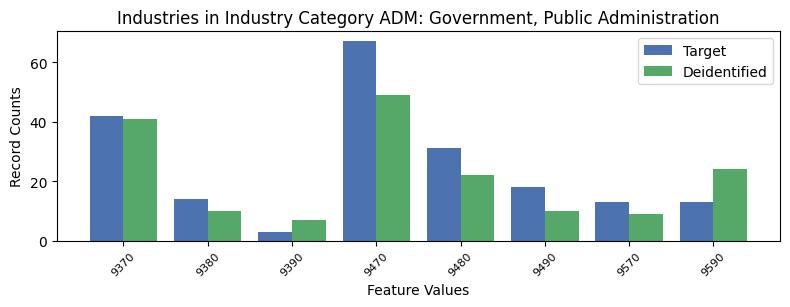 Industries in Industry Category ADM: Government, Public Administration
Target
Deidentified
Record Counts
60
40
20
0
9370
9380
9390
9470
9480
9490
9570
9590
Feature Values